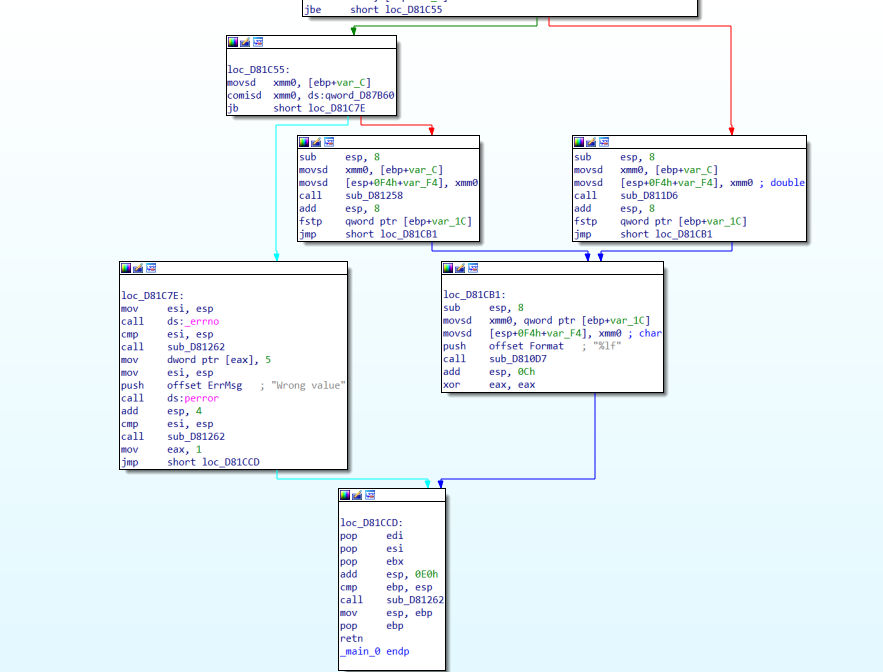 jbe     short loc_D81C55
loc_D81C55:
movsd   xmm0, [ebp+var_C]
comisd  xmm0, ds:qword_D87B60
jb      short loc_D81C7E
sub     esp, 8
movsd   xmm0, [ebp+var_C]
movsd   [esp+0F4h+var_F4], xmm0
call    sub_D81258
add     esp, 8
fstp    qword ptr [ebp+var_1C]
jmp     short loc_D81CB1
sub     esp, 8
movsd   xmm0, [ebp+var_C]
movsd   [esp+0F4h+var_F4], xmm0 ; double
call    sub_D811D6
add     esp, 8
fstp    qword ptr [ebp+var_1C]
jmp     short loc_D81CB1
loc_D81C7E:
mov     esi, esp
call    ds:_errno
cmp     esi, esp
call    sub_D81262
mov     dword ptr [eax], 5
mov     esi, esp
push    offset ErrMsg   ; "Wrong value"
call    ds:perror
add     esp, 4
cmp     esi, esp
call    sub_D81262
mov     eax, 1
jmp     short loc_D81CCD
loc_D81CB1:
sub     esp, 8
movsd   xmm0, qword ptr [ebp+var_1C]
movsd   [esp+0F4h+var_F4], xmm0 ; char
push    offset Format   ; "%lf"
call    sub_D810D7
add     esp, 0Ch
xor     eax, eax
loc_D81CCD:
pop     edi
pop     esi
pop     ebx
add     esp, 0E0h
cmp     ebp, esp
call    sub_D81262
mov     esp, ebp
pop     ebp
retn
_main_0 endp